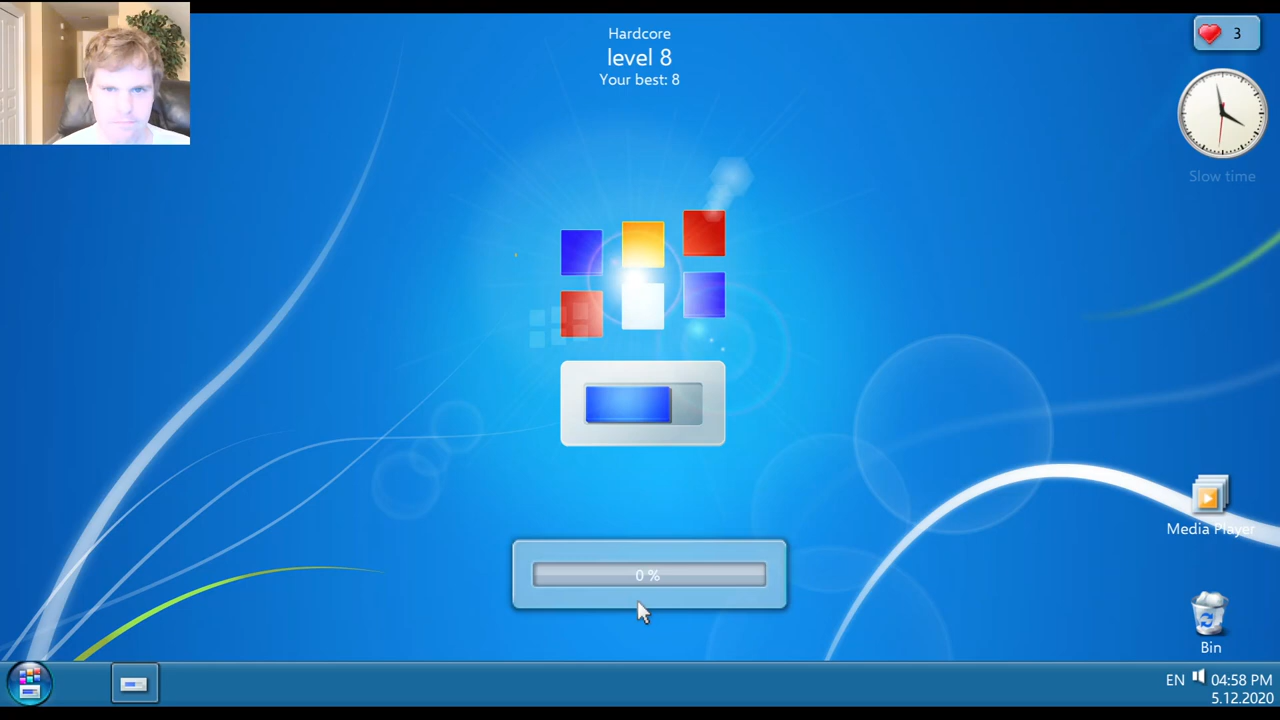 Hardcore
level 8
Your best: 8
3
Slow time
0 %
Media Player
Bin
EN 04:58 PM
5.12.2020